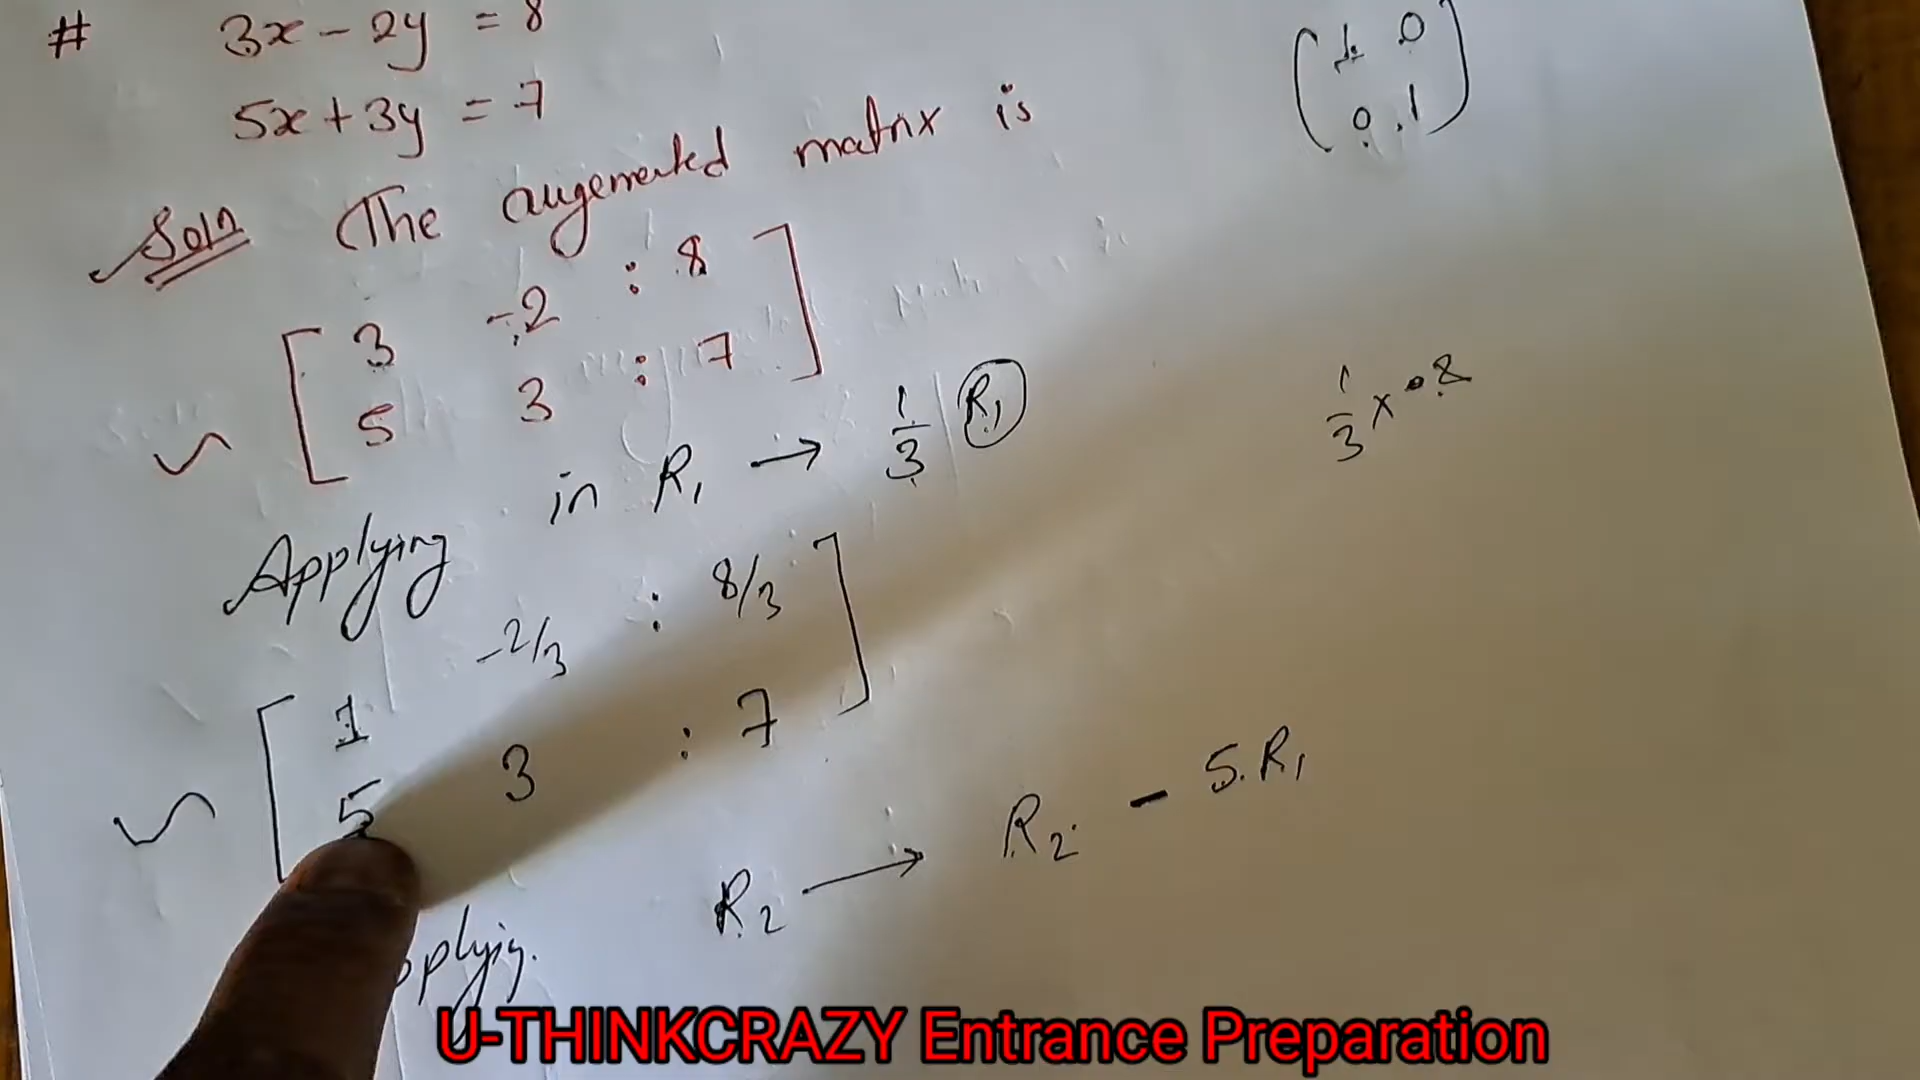 # 3x - 2y = 8
5x + 3y = 7
Soln The augemented matrix is
[ 3 -2 : 8 ]
~ [ 5 3 : 7 ]
Applying in R₁ → 1/3 R₁
[ 1 -2/3 : 8/3 ]
~ [ 5 3 : 7 ]
pplyig. R₂ → R₂ - 5.R₁
( 1 0
0 1 )
1/3 × 8
U-THINKCRAZY Entrance Preparation